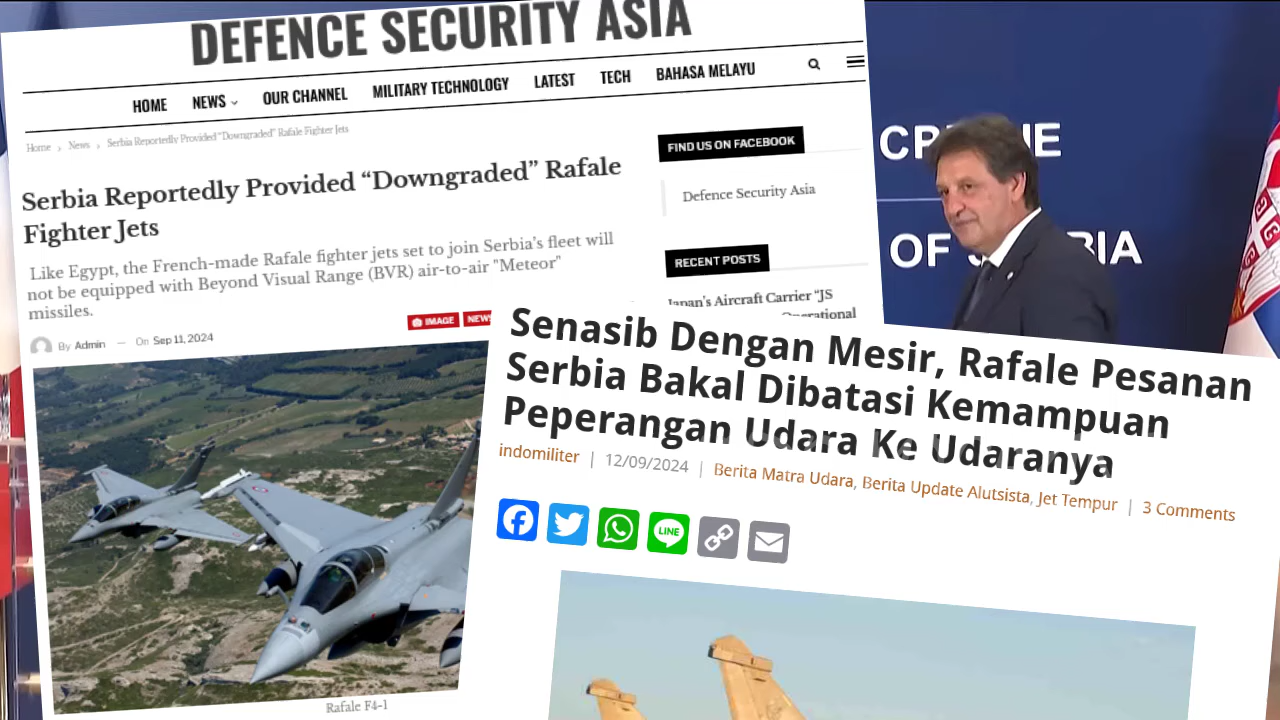 DEFENCE SECURITY ASIA
HOME NEWS OUR CHANNEL MILITARY TECHNOLOGY LATEST TECH BAHASA MELAYU
Home › News › Serbia Reportedly Provided "Downgraded" Rafale Fighter Jets
Serbia Reportedly Provided “Downgraded” Rafale
Fighter Jets
Like Egypt, the French-made Rafale fighter jets set to join Serbia's fleet will
not be equipped with Beyond Visual Range (BVR) air-to-air "Meteor"
missiles.
By Admin — On Sep 11, 2024
IMAGE NEWS
Rafale F4-1
FIND US ON FACEBOOK
Defence Security Asia
RECENT POSTS
Japan's Aircraft Carrier “JS
OF
Senasib Dengan Mesir, Rafale Pesanan
Serbia Bakal Dibatasi Kemampuan
Peperangan Udara Ke Udaranya
indomiliter | 12/09/2024 | Berita Matra Udara, Berita Update Alutsista, Jet Tempur | 3 Comments
LINE